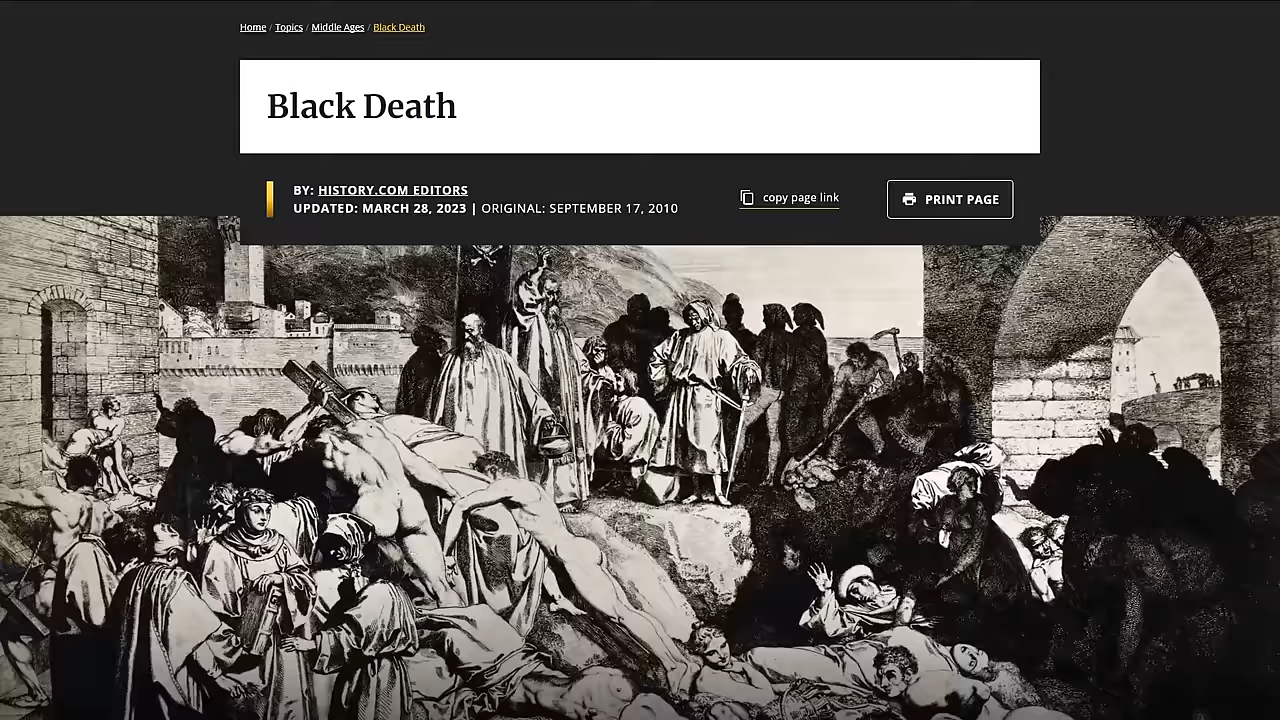 Home / Topics / Middle Ages / Black Death
Black Death
BY: HISTORY.COM EDITORS
UPDATED: MARCH 28, 2023 | ORIGINAL: SEPTEMBER 17, 2010
copy page link
PRINT PAGE